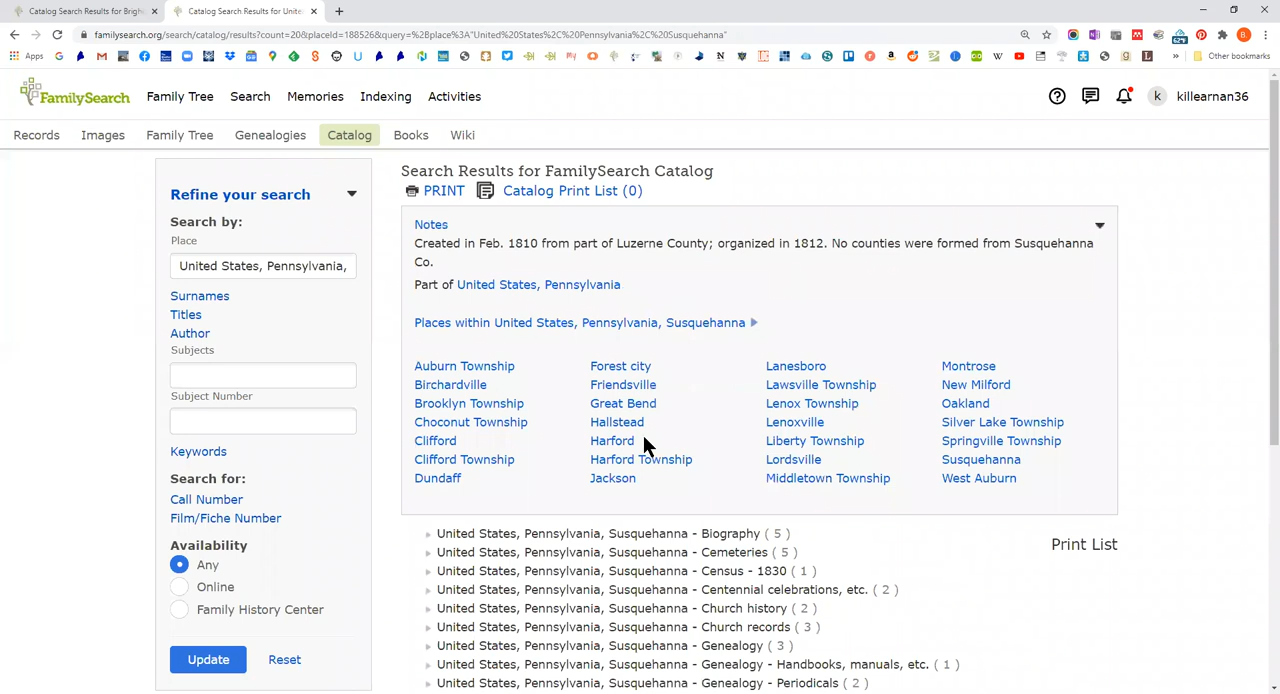 Catalog Search Results for Brigh
Catalog Search Results for Unite
familysearch.org/search/catalog/results?count=20&placeId=188526&query=%2Bplace%3A"United%20States%2C%20Pennsylvania%2C%20Susquehanna"
Apps
Other bookmarks
FamilySearch
Family Tree
Search
Memories
Indexing
Activities
killearnan36
Records
Images
Family Tree
Genealogies
Catalog
Books
Wiki
Refine your search
Search by:
Place
United States, Pennsylvania,
Surnames
Titles
Author
Subjects
Subject Number
Keywords
Search for:
Call Number
Film/Fiche Number
Availability
Any
Online
Family History Center
Update
Reset
Search Results for FamilySearch Catalog
PRINT
Catalog Print List (0)
Notes
Created in Feb. 1810 from part of Luzerne County; organized in 1812. No counties were formed from Susquehanna
Co.
Part of United States, Pennsylvania
Places within United States, Pennsylvania, Susquehanna
Auburn Township
Birchardville
Brooklyn Township
Choconut Township
Clifford
Clifford Township
Dundaff
Forest city
Friendsville
Great Bend
Hallstead
Harford
Harford Township
Jackson
Lanesboro
Lawsville Township
Lenox Township
Lenoxville
Liberty Township
Lordsville
Middletown Township
Montrose
New Milford
Oakland
Silver Lake Township
Springville Township
Susquehanna
West Auburn
Print List
United States, Pennsylvania, Susquehanna - Biography ( 5 )
United States, Pennsylvania, Susquehanna - Cemeteries ( 5 )
United States, Pennsylvania, Susquehanna - Census - 1830 ( 1 )
United States, Pennsylvania, Susquehanna - Centennial celebrations, etc. ( 2 )
United States, Pennsylvania, Susquehanna - Church history ( 2 )
United States, Pennsylvania, Susquehanna - Church records ( 3 )
United States, Pennsylvania, Susquehanna - Genealogy ( 3 )
United States, Pennsylvania, Susquehanna - Genealogy - Handbooks, manuals, etc. ( 1 )
United States, Pennsylvania, Susquehanna - Genealogy - Periodicals ( 2 )